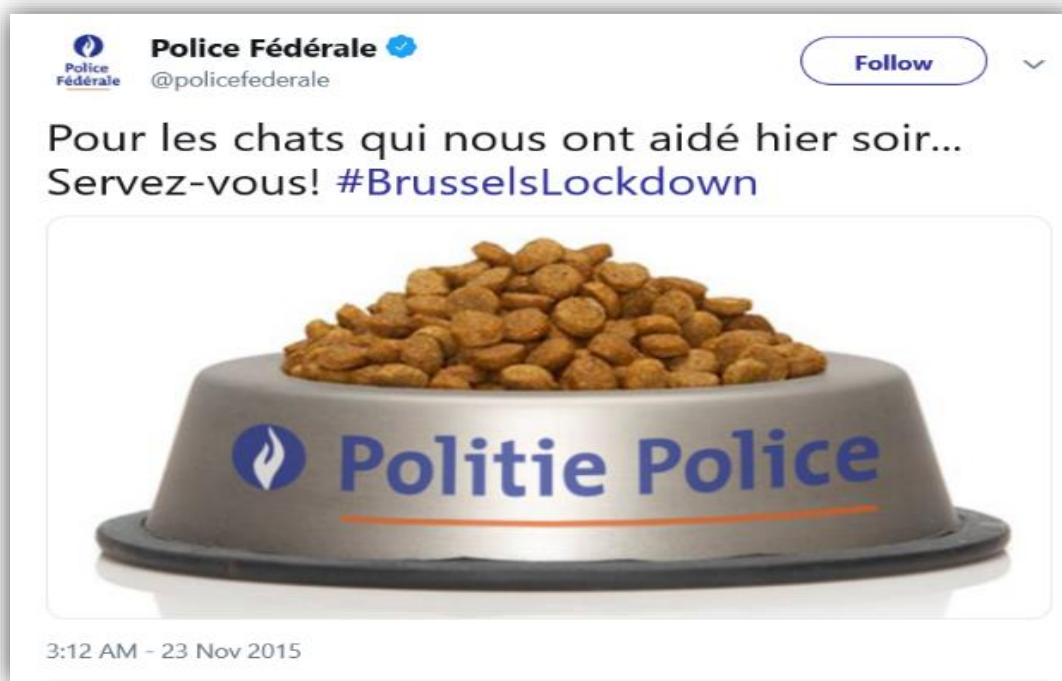 Police Fédérale
Police
Fédérale
@policefederale
Follow
Pour les chats qui nous ont aidé hier soir...
Servez-vous! #BrusselsLockdown
Politie Police
3:12 AM - 23 Nov 2015